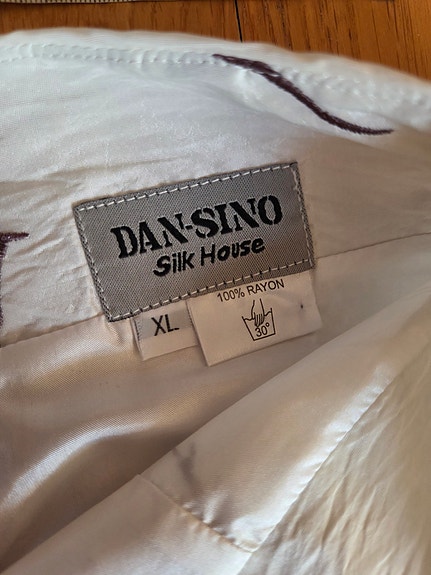 DAN-SINO
Silk House
XL
100% RAYON
30°